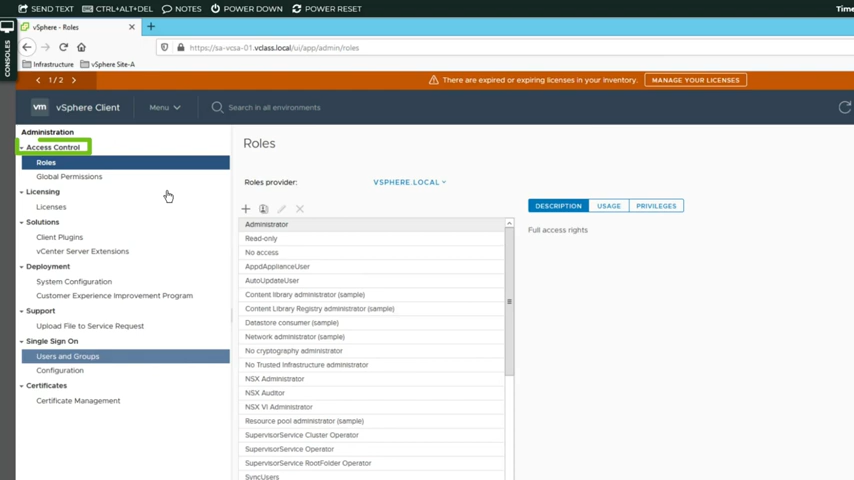 SEND TEXT CTRL+ALT+DEL NOTES POWER DOWN POWER RESET Time
CONSOLES
vSphere - Roles
https://sa-vcsa-01.vclass.local/ui/app/admin/roles
Infrastructure vSphere Site-A
1 / 2
There are expired or expiring licenses in your inventory. MANAGE YOUR LICENSES
vm vSphere Client Menu Search in all environments
Administration
Access Control
Roles
Global Permissions
Licensing
Licenses
Solutions
Client Plugins
vCenter Server Extensions
Deployment
System Configuration
Customer Experience Improvement Program
Support
Upload File to Service Request
Single Sign On
Users and Groups
Configuration
Certificates
Certificate Management
Roles
Roles provider: VSPHERE.LOCAL
Administrator
Read-only
No access
AppdApplianceUser
AutoUpdateUser
Content library administrator (sample)
Content Library Registry administrator (sample)
Datastore consumer (sample)
Network administrator (sample)
No cryptography administrator
No Trusted Infrastructure administrator
NSX Administrator
NSX Auditor
NSX VI Administrator
Resource pool administrator (sample)
SupervisorService Cluster Operator
SupervisorService Operator
SupervisorService RootFolder Operator
SyncUsers
DESCRIPTION USAGE PRIVILEGES
Full access rights